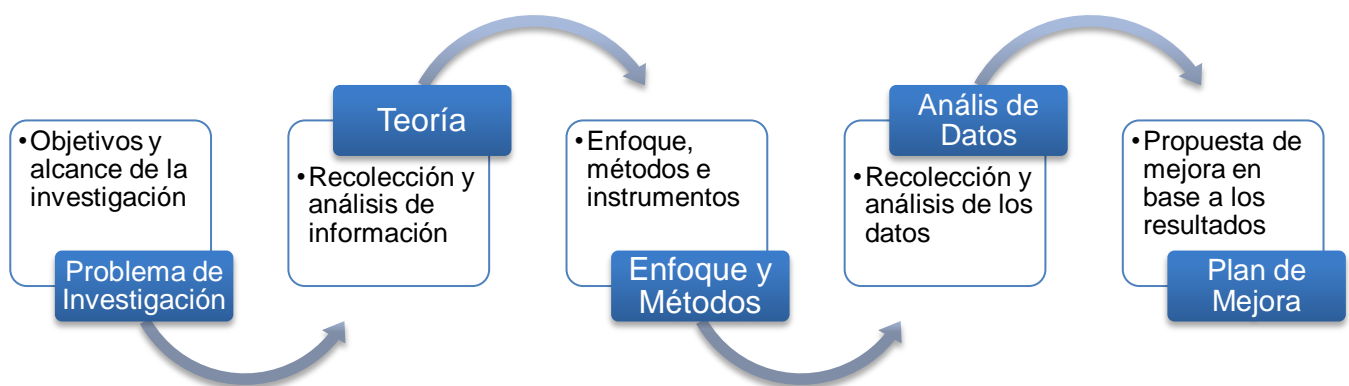 •Objetivos y
alcance de la
investigación
Problema de
Investigación
Teoría
•Recolección y
análisis de
información
•Enfoque,
métodos e
instrumentos
Enfoque y
Métodos
Anális de
Datos
•Recolección y
análisis de los
datos
•Propuesta de
mejora en
base a los
resultados
Plan de
Mejora